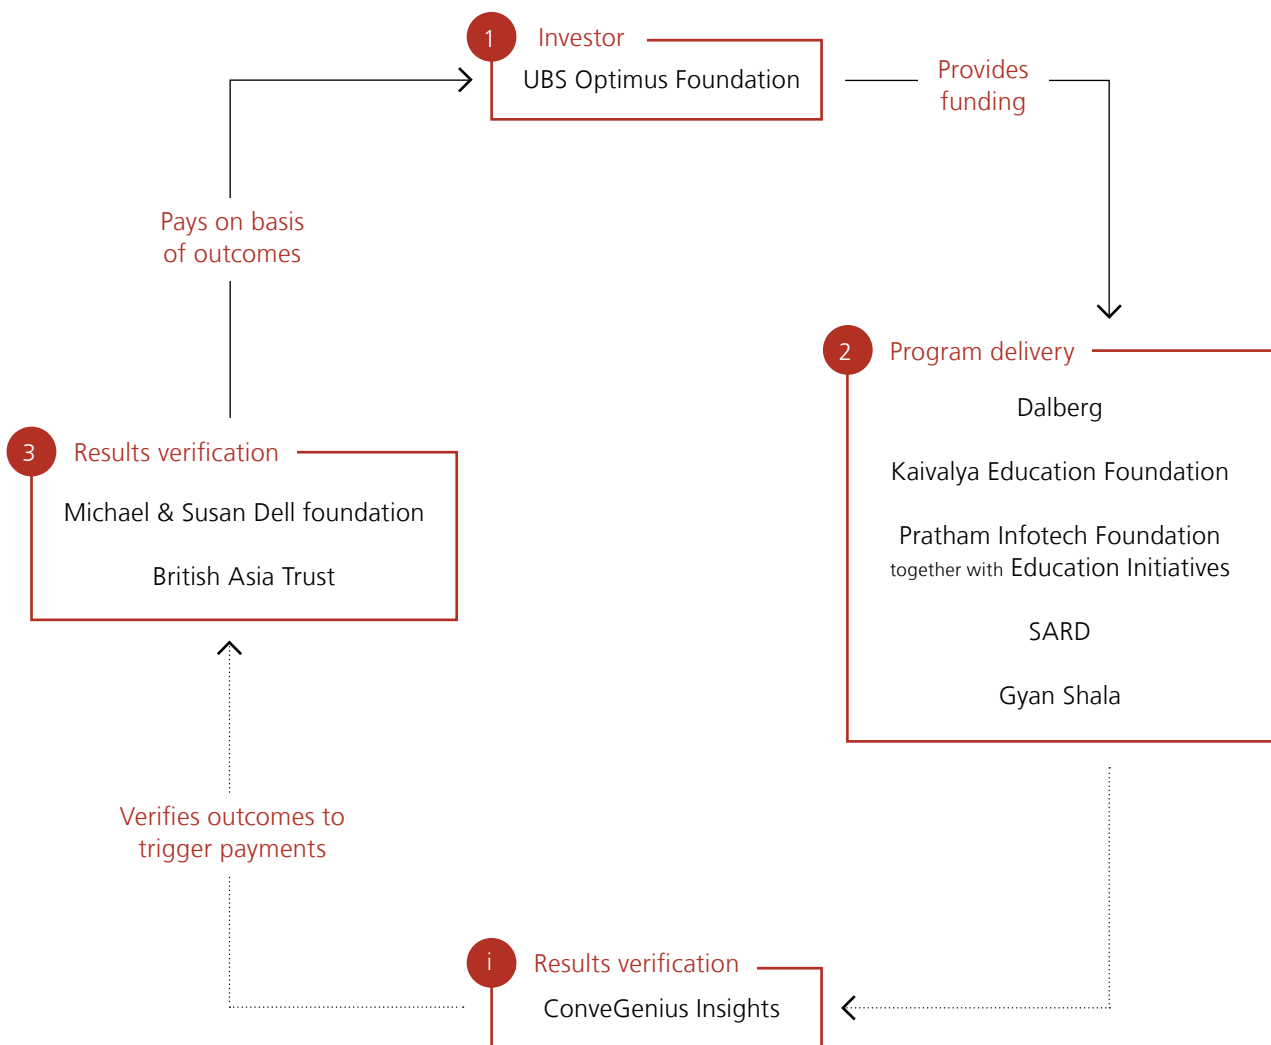 1 Investor
UBS Optimus Foundation
Provides
funding
Pays on basis
of outcomes
2 Program delivery
Dalberg
Kaivalya Education Foundation
Pratham Infotech Foundation
together with Education Initiatives
SARD
Gyan Shala
3 Results verification
Michael & Susan Dell foundation
British Asia Trust
Verifies outcomes to
trigger payments
i Results verification
ConveGenius Insights